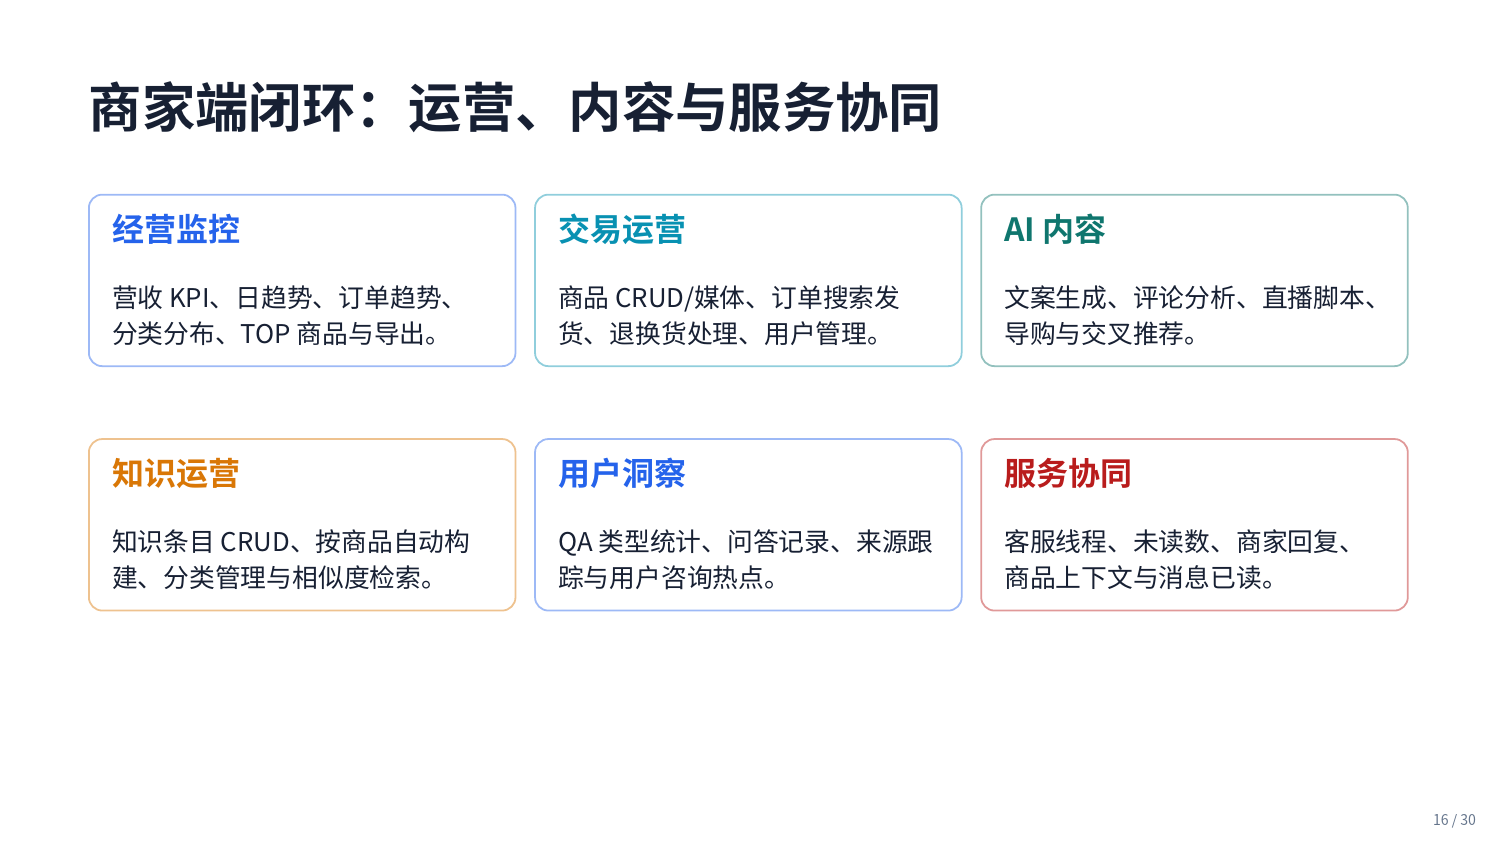 商家端闭环：运营、内容与服务协同
经营监控
营收 KPI、日趋势、订单趋势、
分类分布、TOP 商品与导出。
交易运营
商品 CRUD/媒体、订单搜索发
货、退换货处理、用户管理。
AI 内容
文案生成、评论分析、直播脚本、
导购与交叉推荐。
知识运营
知识条目 CRUD、按商品自动构
建、分类管理与相似度检索。
用户洞察
QA 类型统计、问答记录、来源跟
踪与用户咨询热点。
服务协同
客服线程、未读数、商家回复、
商品上下文与消息已读。
16 / 30